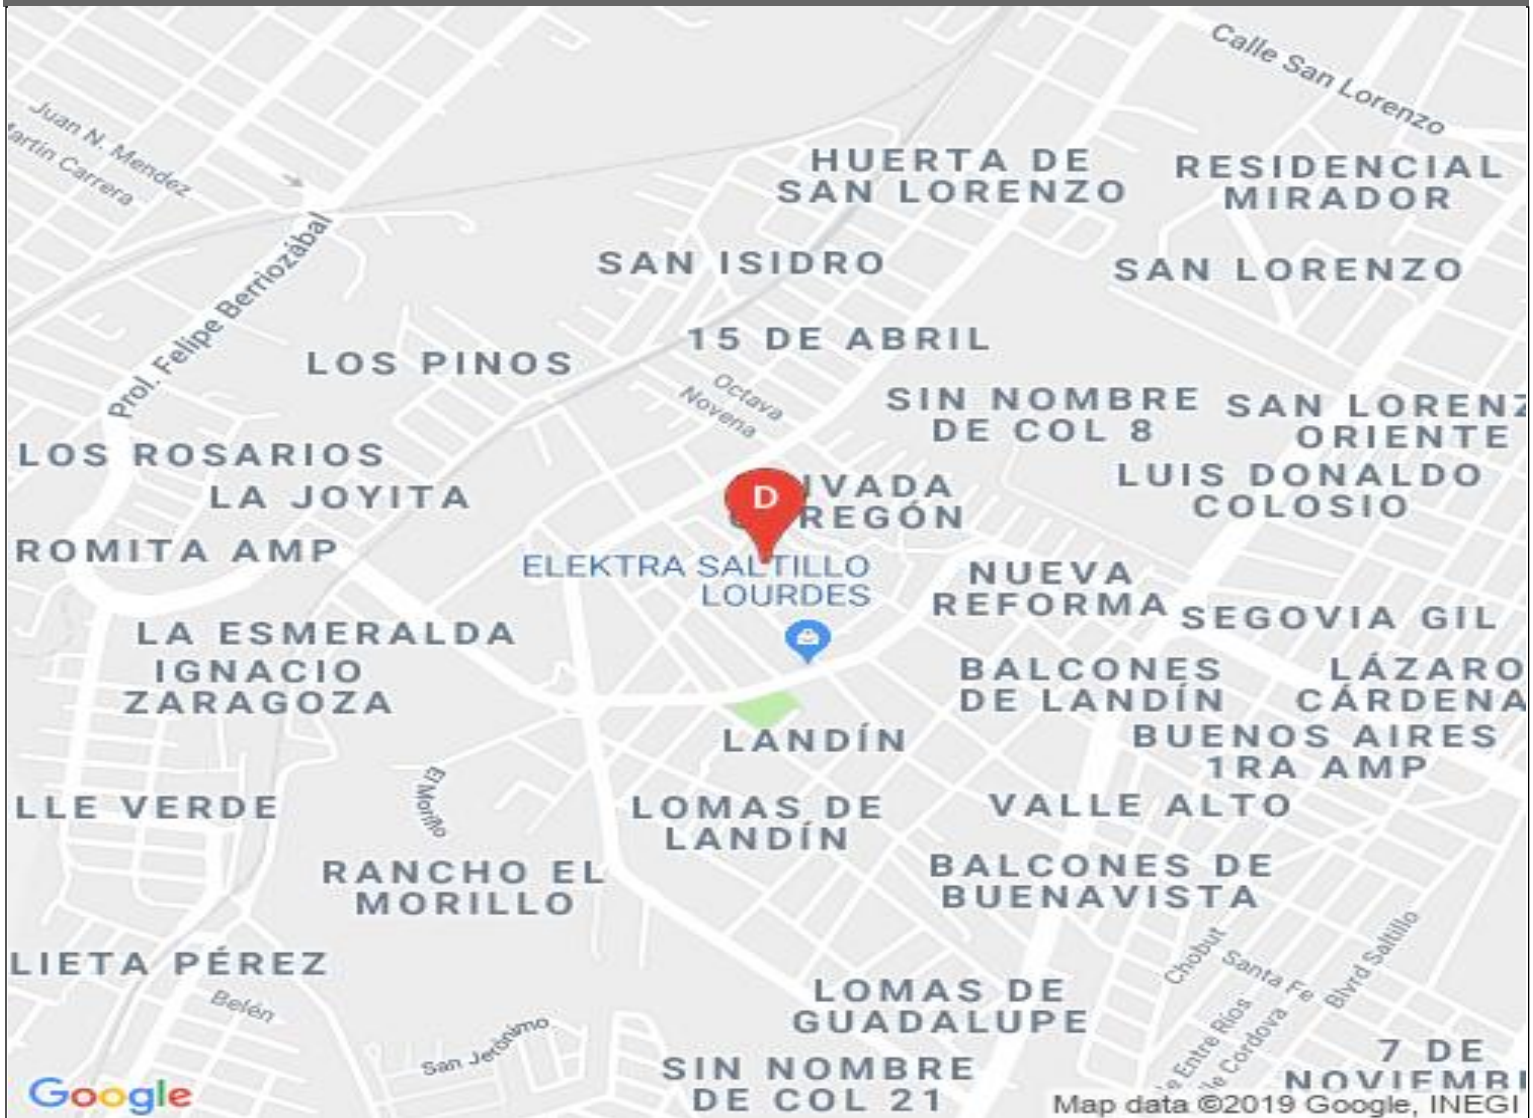 Calle San Lorenzo
Juan N. Mendez
Martin Carrera
HUERTA DE
SAN LORENZO
RESIDENCIAL
MIRADOR
SAN ISIDRO
SAN LORENZO
Prol. Felipe Berriozábal
15 DE ABRIL
LOS PINOS
Octava
Novena
SIN NOMBRE
DE COL 8
SAN LORENZ
ORIENTE
LOS ROSARIOS
LA JOYITA
D
IVADA
REGÓN
LUIS DONALDO
COLOSIO
ROMITA AMP
ELEKTRA SALTILLO
LOURDES
NUEVA
REFORMA
SEGOVIA GIL
LA ESMERALDA
IGNACIO
ZARAGOZA
BALCONES
DE LANDÍN
LÁZARO
CÁRDENA
LANDÍN
BUENOS AIRES
1RA AMP
El Morillo
LLE VERDE
LOMAS DE
LANDÍN
VALLE ALTO
RANCHO EL
MORILLO
BALCONES DE
BUENAVISTA
LIETA PÉREZ
Belén
Chobut
Santa Fe
Blvrd Saltillo
LOMAS DE
GUADALUPE
San Jerónimo
e Entre Ríos
le Cordova
SIN NOMBRE
DE COL 21
7 DE
NOVIEMBR
Google
Map data ©2019 Google, INEGI